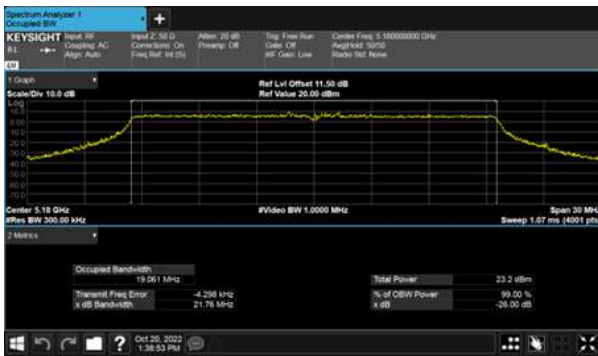 Spectrum Analyzer 1
Occupied BW
+
KEYSIGHT Input: RF
Coupling: AC
Align: Auto
Input Z: 50 Ω
Corrections: On
Freq Ref: Int (S)
Atten: 20 dB
Preamp: Off
Trig: Free Run
Gate: Off
#IF Gain: Low
Center Freq: 5.180000000 GHz
Avg|Hold: 50/50
Radio Std: None
1 Graph
Scale/Div 10.0 dB
Ref Lvl Offset 11.50 dB
Ref Value 20.00 dBm
Log
Center 5.18 GHz
#Res BW 300.00 kHz
#Video BW 1.0000 MHz
Span 30 MHz
Sweep 1.07 ms (4001 pts
2 Metrics
Occupied Bandwidth
19.061 MHz
Transmit Freq Error -4.298 kHz
x dB Bandwidth 21.76 MHz
Total Power 23.2 dBm
% of OBW Power 99.00 %
x dB -26.00 dB
?
Oct 20, 2022
1:38:53 PM